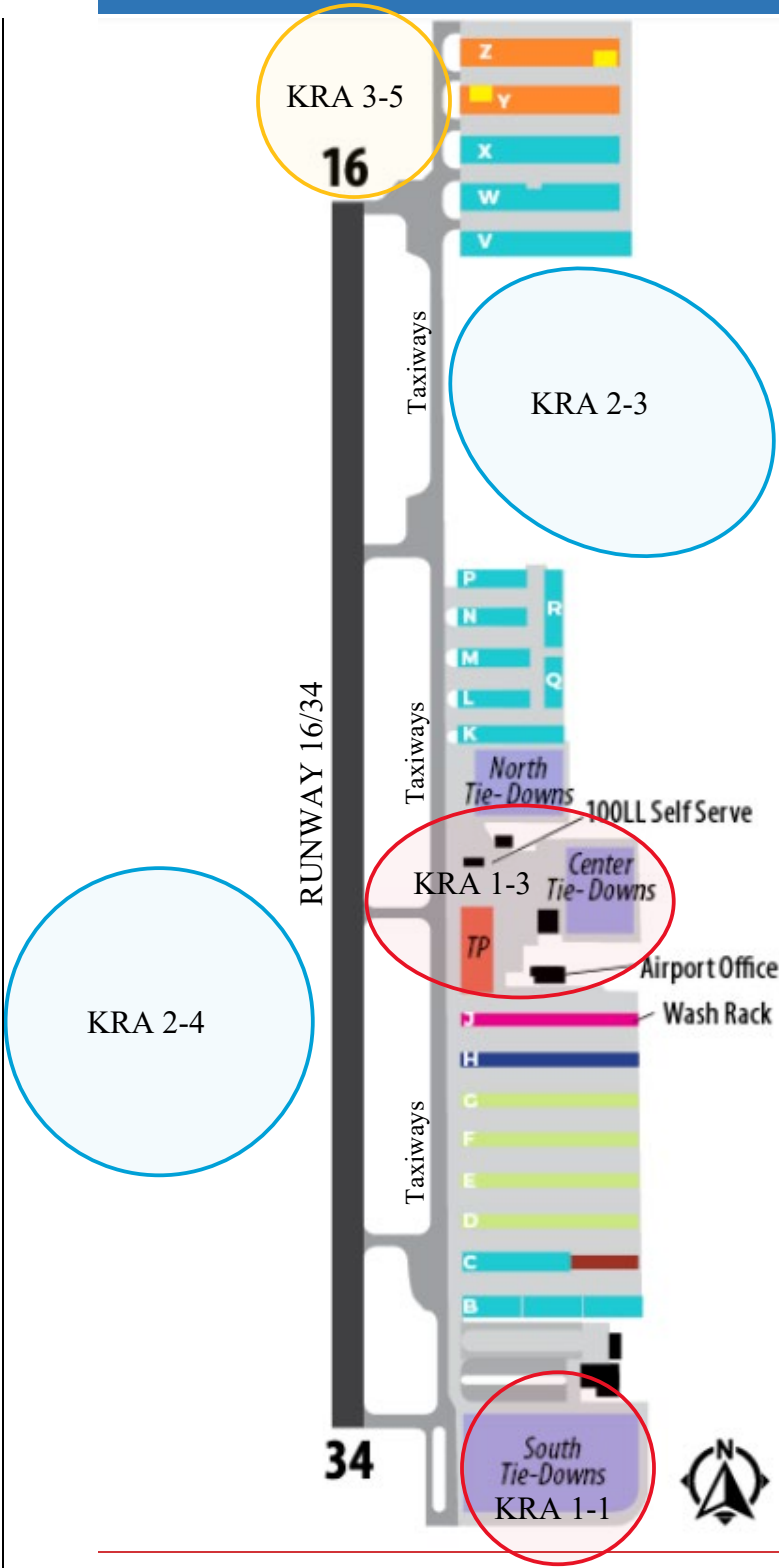 KRA 3-5
Z
Y
16
X
W
V
Taxiways
KRA 2-3
P
N
R
M
Q
L
K
RUNWAY 16/34
Taxiways
North
Tie-Downs
100LL Self Serve
KRA 1-3
Center
Tie-Downs
TP
Airport Office
KRA 2-4
J
Wash Rack
H
G
F
Taxiways
E
D
C
B
34
South
Tie-Downs
KRA 1-1
N